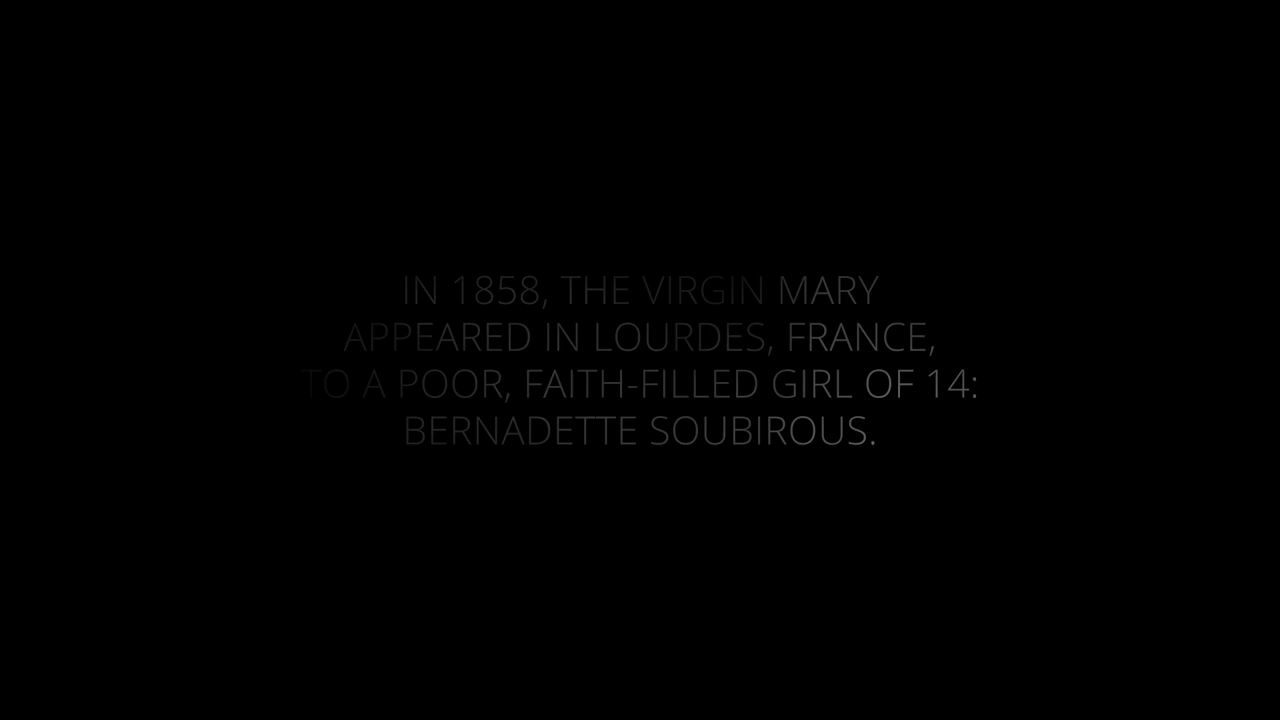 IN 1858, THE VIRGIN MARY
APPEARED IN LOURDES, FRANCE,
TO A POOR, FAITH-FILLED GIRL OF 14:
BERNADETTE SOUBIROUS.